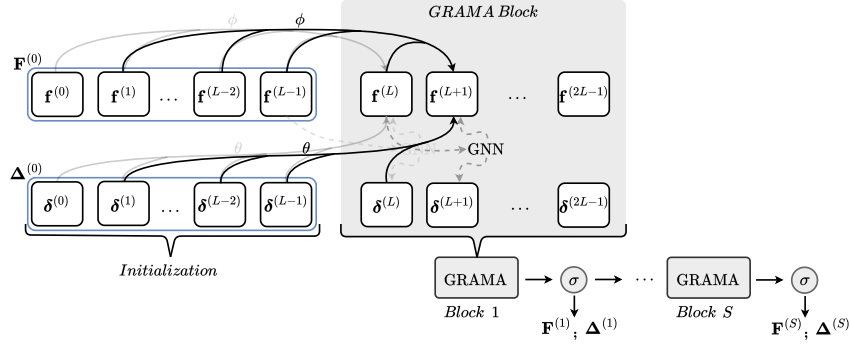 ϕ ϕ GRAMA Block
𝐅⁽⁰⁾
𝐟⁽⁰⁾ 𝐟⁽¹⁾ ... 𝐟⁽ᴸ⁻²⁾ 𝐟⁽ᴸ⁻¹⁾ 𝐟⁽ᴸ⁾ 𝐟⁽ᴸ⁺¹⁾ ... 𝐟⁽²ᴸ⁻¹⁾
θ θ GNN
𝚫⁽⁰⁾
𝜹⁽⁰⁾ 𝜹⁽¹⁾ ... 𝜹⁽ᴸ⁻²⁾ 𝜹⁽ᴸ⁻¹⁾ 𝜹⁽ᴸ⁾ 𝜹⁽ᴸ⁺¹⁾ ... 𝜹⁽²ᴸ⁻¹⁾
Initialization
GRAMA σ ... GRAMA σ
Block 1 Block S
𝐅⁽¹⁾; 𝚫⁽¹⁾ 𝐅⁽ˢ⁾; 𝚫⁽ˢ⁾